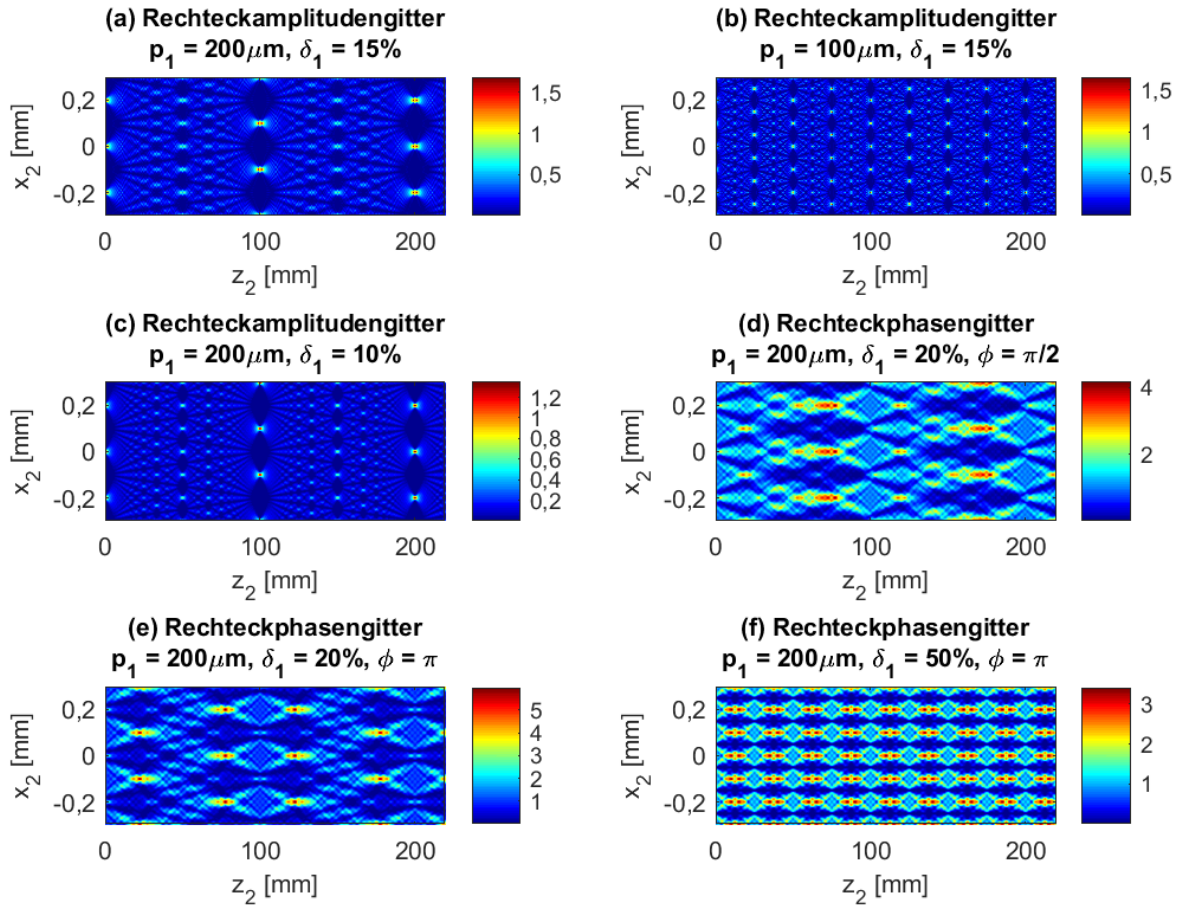 (a) Rechteckamplitudengitter
p₁ = 200μm, δ₁ = 15%
0,2
0
-0,2
x₂ [mm]
0 100 200
z₂ [mm]
1,5
1
0,5
(b) Rechteckamplitudengitter
p₁ = 100μm, δ₁ = 15%
0,2
0
-0,2
x₂ [mm]
0 100 200
z₂ [mm]
1,5
1
0,5
(c) Rechteckamplitudengitter
p₁ = 200μm, δ₁ = 10%
0,2
0
-0,2
x₂ [mm]
0 100 200
z₂ [mm]
1,2
1
0,8
0,6
0,4
0,2
(d) Rechteckphasengitter
p₁ = 200μm, δ₁ = 20%, ϕ = π/2
0,2
0
-0,2
x₂ [mm]
0 100 200
z₂ [mm]
4
2
(e) Rechteckphasengitter
p₁ = 200μm, δ₁ = 20%, ϕ = π
0,2
0
-0,2
x₂ [mm]
0 100 200
z₂ [mm]
5
4
3
2
1
(f) Rechteckphasengitter
p₁ = 200μm, δ₁ = 50%, ϕ = π
0,2
0
-0,2
x₂ [mm]
0 100 200
z₂ [mm]
3
2
1